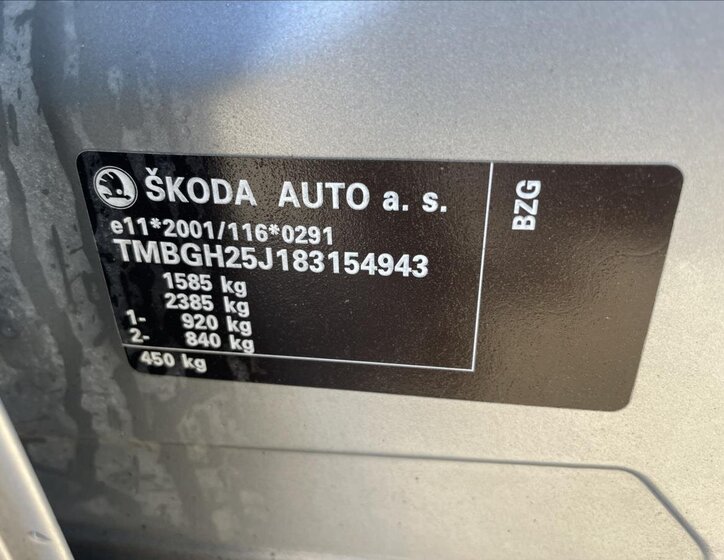 ŠKODA AUTO a. s.
e11*2001/116*0291
TMBGH25J183154943
1585 kg
2385 kg
1- 920 kg
2- 840 kg
450 kg
BZG